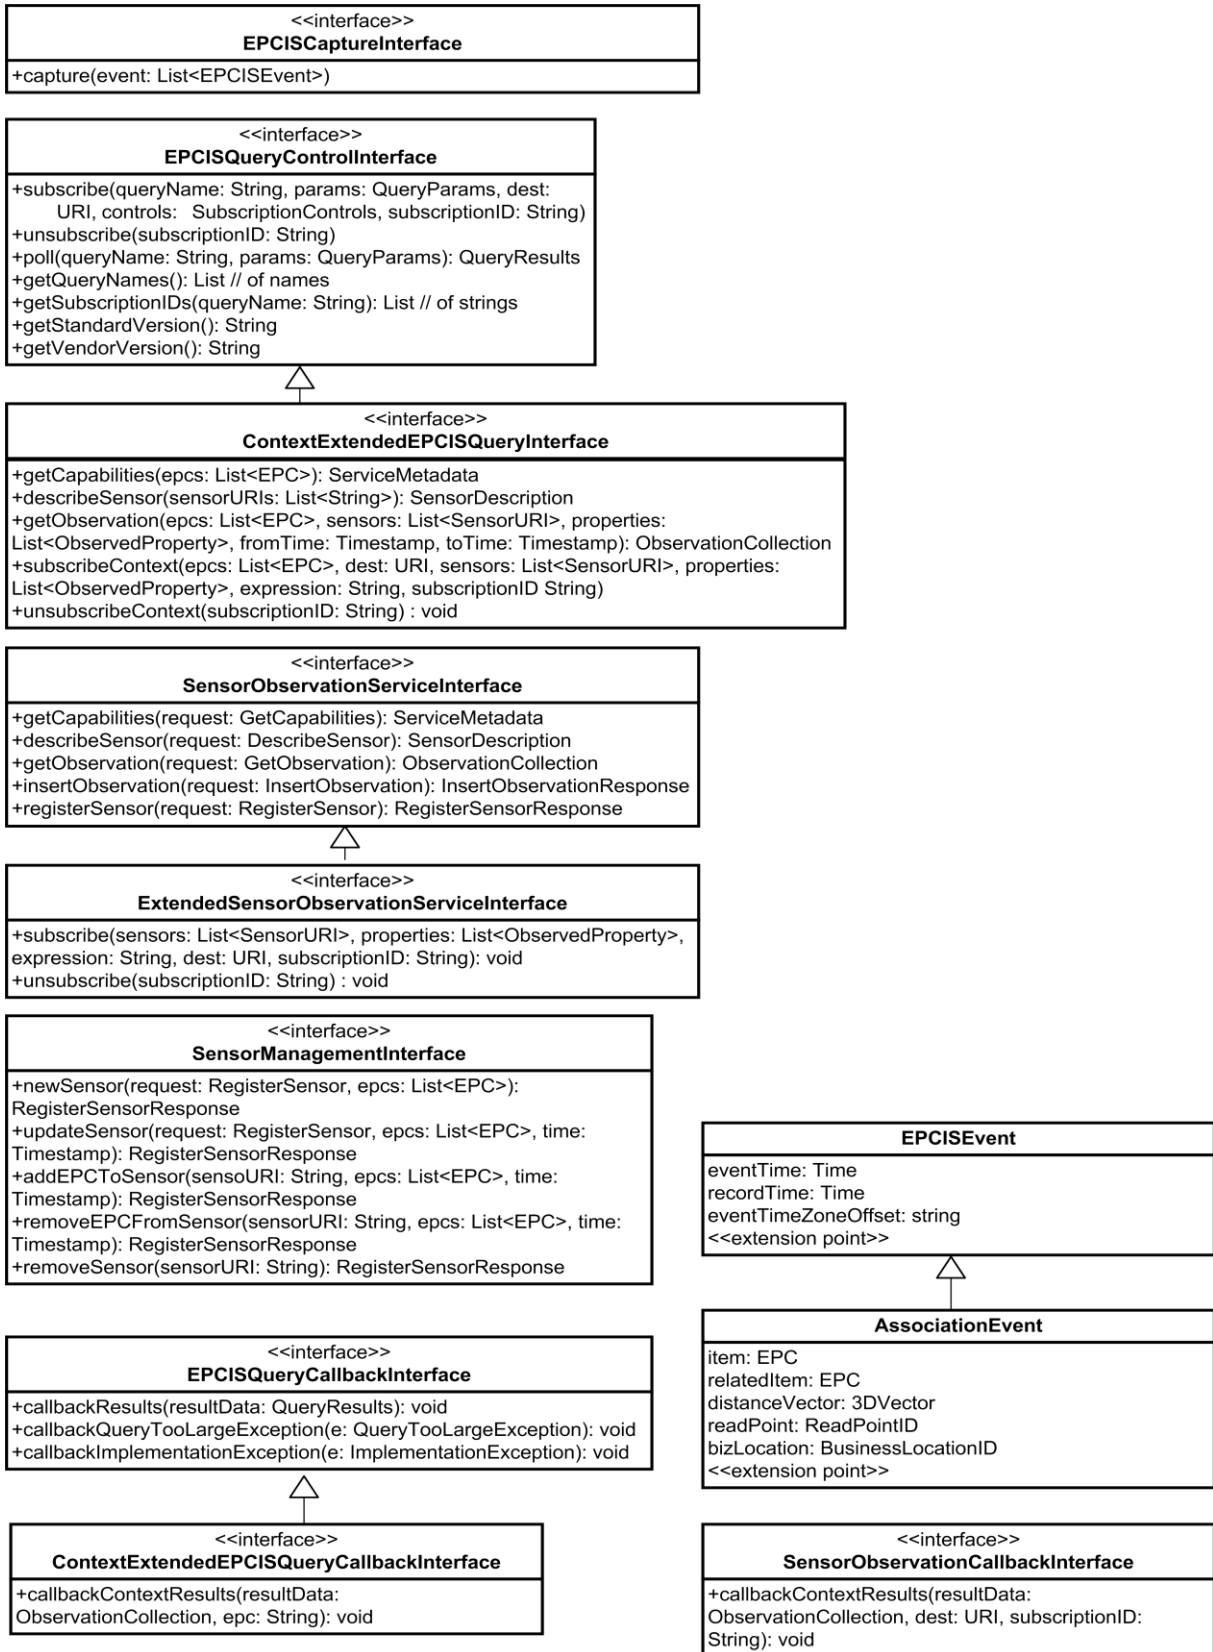 <<interface>>
EPCISCaptureInterface
+capture(event: List<EPCISEvent>)
<<interface>>
EPCISQueryControlInterface
+subscribe(queryName: String, params: QueryParams, dest:
URI, controls: SubscriptionControls, subscriptionID: String)
+unsubscribe(subscriptionID: String)
+poll(queryName: String, params: QueryParams): QueryResults
+getQueryNames(): List // of names
+getSubscriptionIDs(queryName: String): List // of strings
+getStandardVersion(): String
+getVendorVersion(): String
<<interface>>
ContextExtendedEPCISQueryInterface
+getCapabilities(epcs: List<EPC>): ServiceMetadata
+describeSensor(sensorURIs: List<String>): SensorDescription
+getObservation(epcs: List<EPC>, sensors: List<SensorURI>, properties:
List<ObservedProperty>, fromTime: Timestamp, toTime: Timestamp): ObservationCollection
+subscribeContext(epcs: List<EPC>, dest: URI, sensors: List<SensorURI>, properties:
List<ObservedProperty>, expression: String, subscriptionID String)
+unsubscribeContext(subscriptionID: String) : void
<<interface>>
SensorObservationServiceInterface
+getCapabilities(request: GetCapabilities): ServiceMetadata
+describeSensor(request: DescribeSensor): SensorDescription
+getObservation(request: GetObservation): ObservationCollection
+insertObservation(request: InsertObservation): InsertObservationResponse
+registerSensor(request: RegisterSensor): RegisterSensorResponse
<<interface>>
ExtendedSensorObservationServiceInterface
+subscribe(sensors: List<SensorURI>, properties: List<ObservedProperty>,
expression: String, dest: URI, subscriptionID: String): void
+unsubscribe(subscriptionID: String) : void
<<interface>>
SensorManagementInterface
+newSensor(request: RegisterSensor, epcs: List<EPC>):
RegisterSensorResponse
+updateSensor(request: RegisterSensor, epcs: List<EPC>, time:
Timestamp): RegisterSensorResponse
+addEPCToSensor(sensoURI: String, epcs: List<EPC>, time:
Timestamp): RegisterSensorResponse
+removeEPCFromSensor(sensorURI: String, epcs: List<EPC>, time:
Timestamp): RegisterSensorResponse
+removeSensor(sensorURI: String): RegisterSensorResponse
EPCISEvent
eventTime: Time
recordTime: Time
eventTimeZoneOffset: string
<<extension point>>
AssociationEvent
item: EPC
relatedItem: EPC
distanceVector: 3DVector
readPoint: ReadPointID
bizLocation: BusinessLocationID
<<extension point>>
<<interface>>
EPCISQueryCallbackInterface
+callbackResults(resultData: QueryResults): void
+callbackQueryTooLargeException(e: QueryTooLargeException): void
+callbackImplementationException(e: ImplementationException): void
<<interface>>
ContextExtendedEPCISQueryCallbackInterface
+callbackContextResults(resultData:
ObservationCollection, epc: String): void
<<interface>>
SensorObservationCallbackInterface
+callbackContextResults(resultData:
ObservationCollection, dest: URI, subscriptionID:
String): void